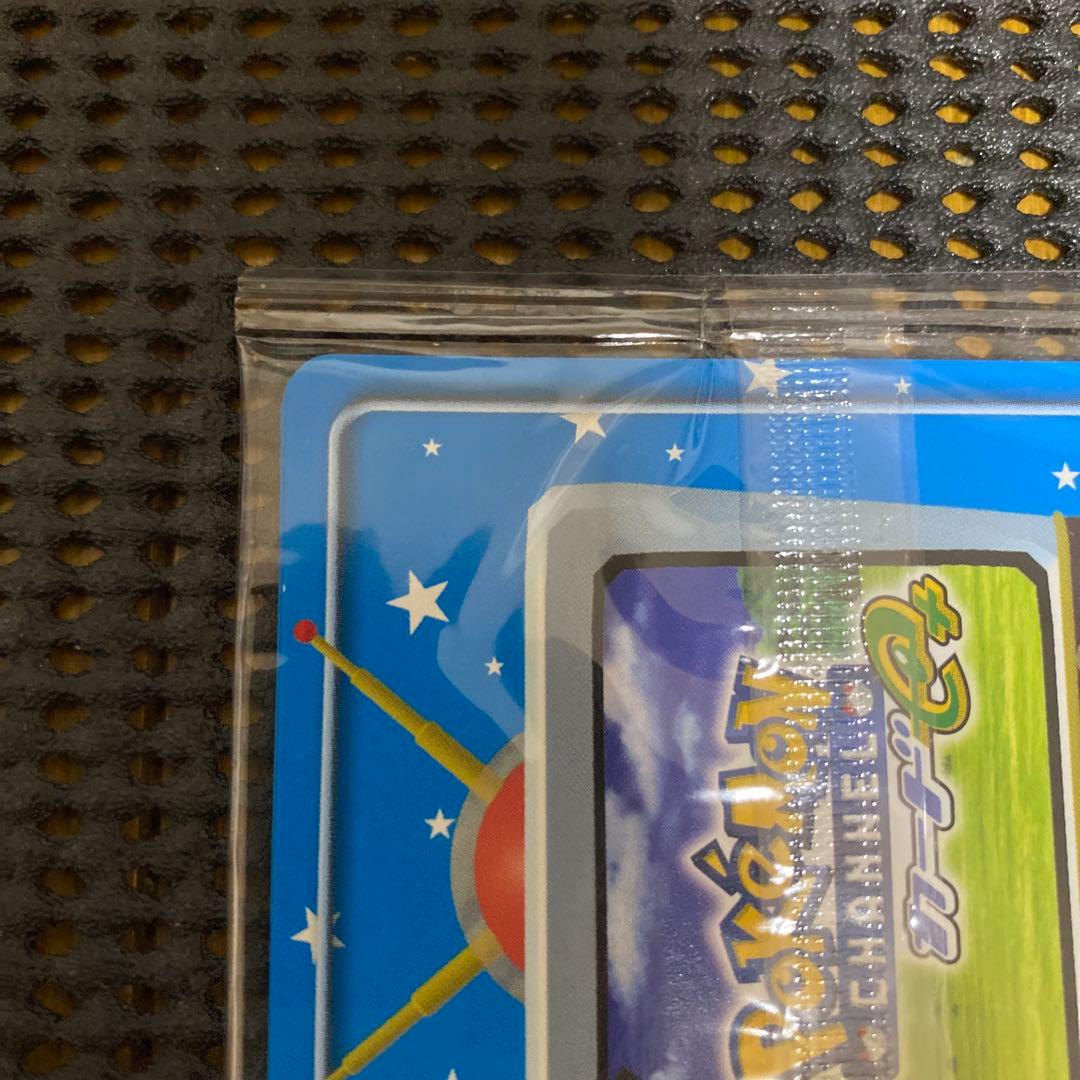 POKéMON
CHANNEL
カードe+